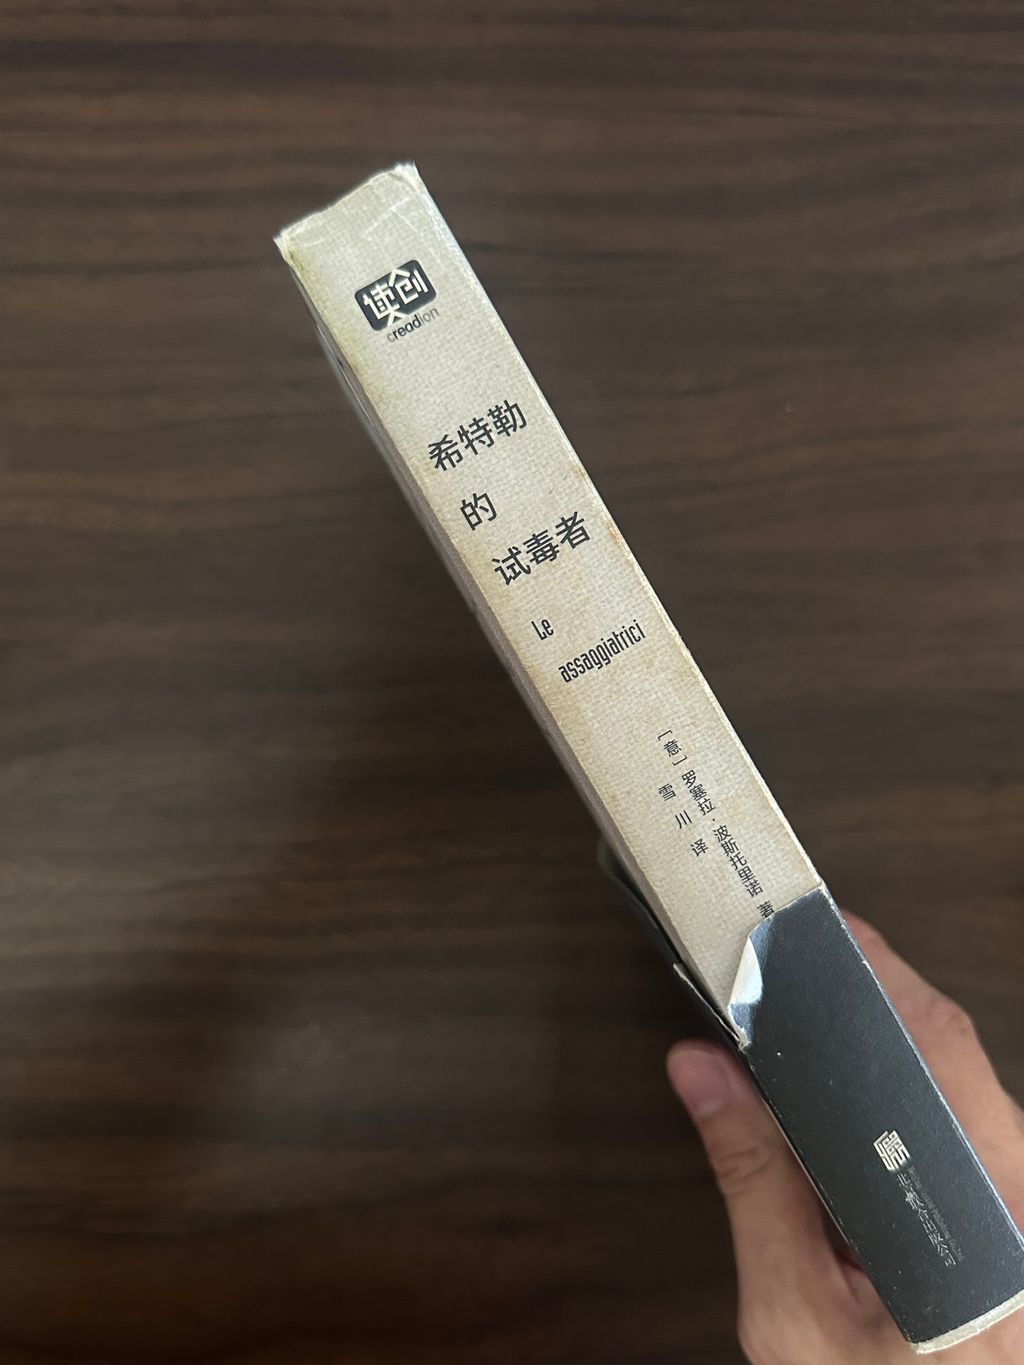 读创
creadion
希特勒
的
试毒者
Le
assaggiatrici
［意］罗塞拉·波斯托里诺 著
雪川 译